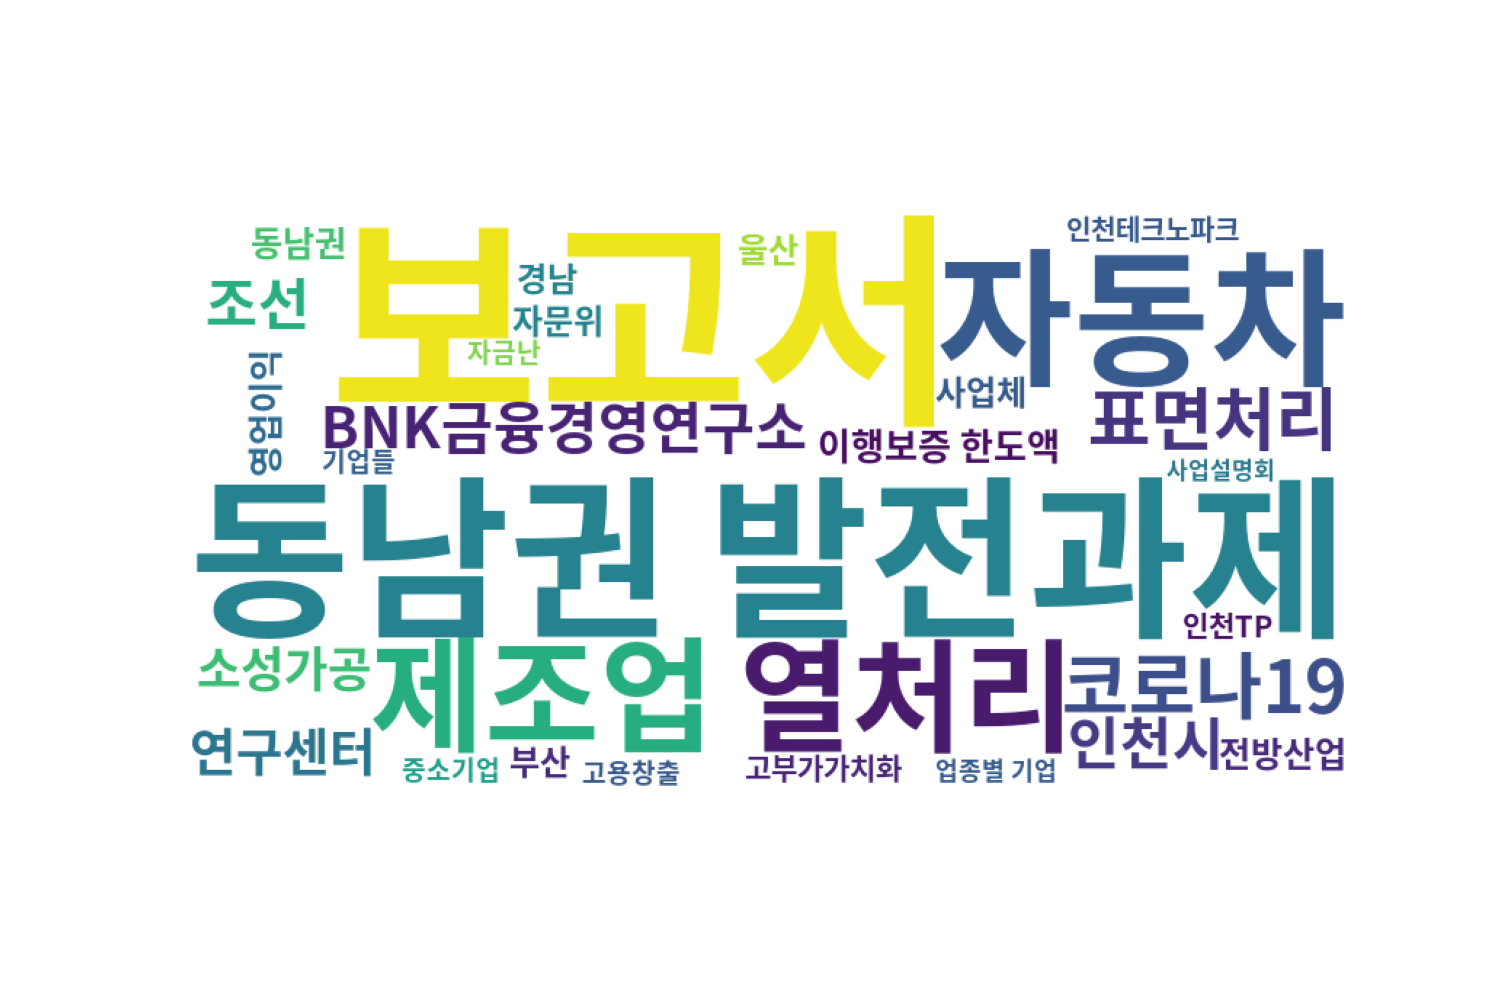 인천테크노파크
동남권
울산
보고서
자동차
경남
조선
자문위
자금난
영업이익
사업체
표면처리
BNK금융경영연구소
이행보증 한도액
기업들
사업설명회
동남권 발전과제
인천TP
소성가공
제조업
열처리
코로나19
연구센터
인천시
전방산업
중소기업
부산
고용창출
고부가가치화
업종별 기업